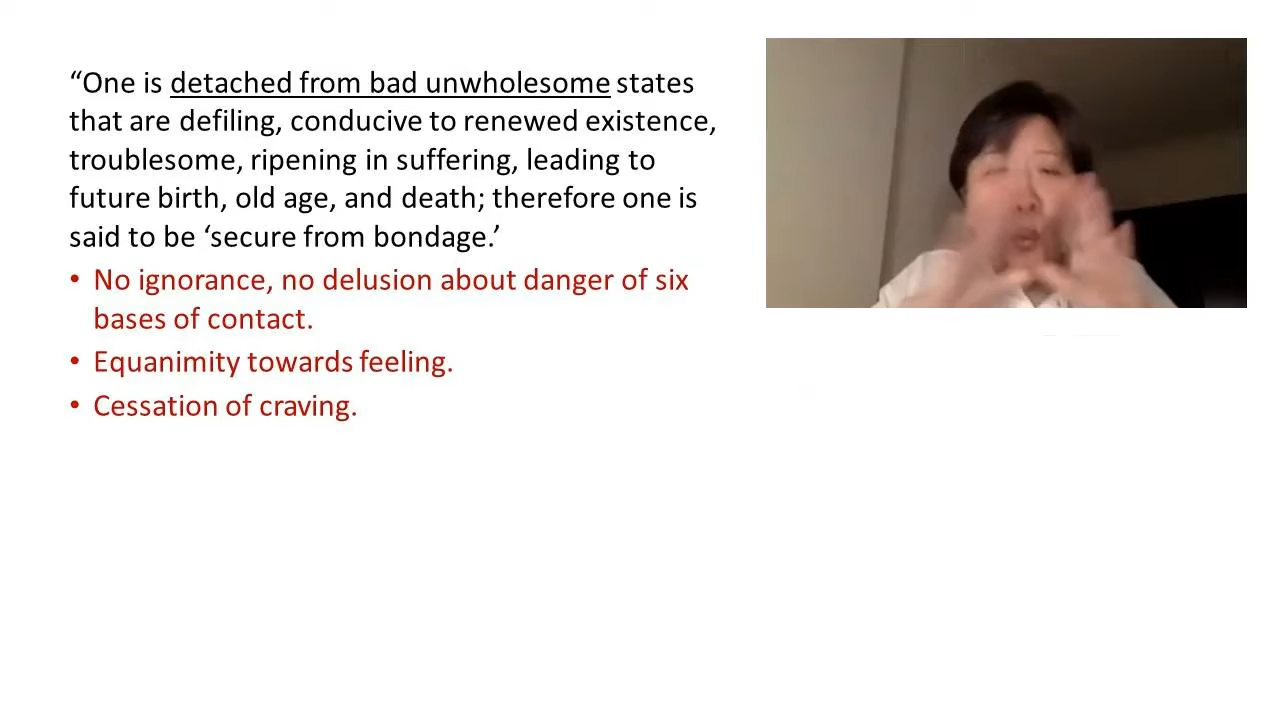 “One is detached from bad unwholesome states
that are defiling, conducive to renewed existence,
troublesome, ripening in suffering, leading to
future birth, old age, and death; therefore one is
said to be ‘secure from bondage.’
• No ignorance, no delusion about danger of six
bases of contact.
• Equanimity towards feeling.
• Cessation of craving.